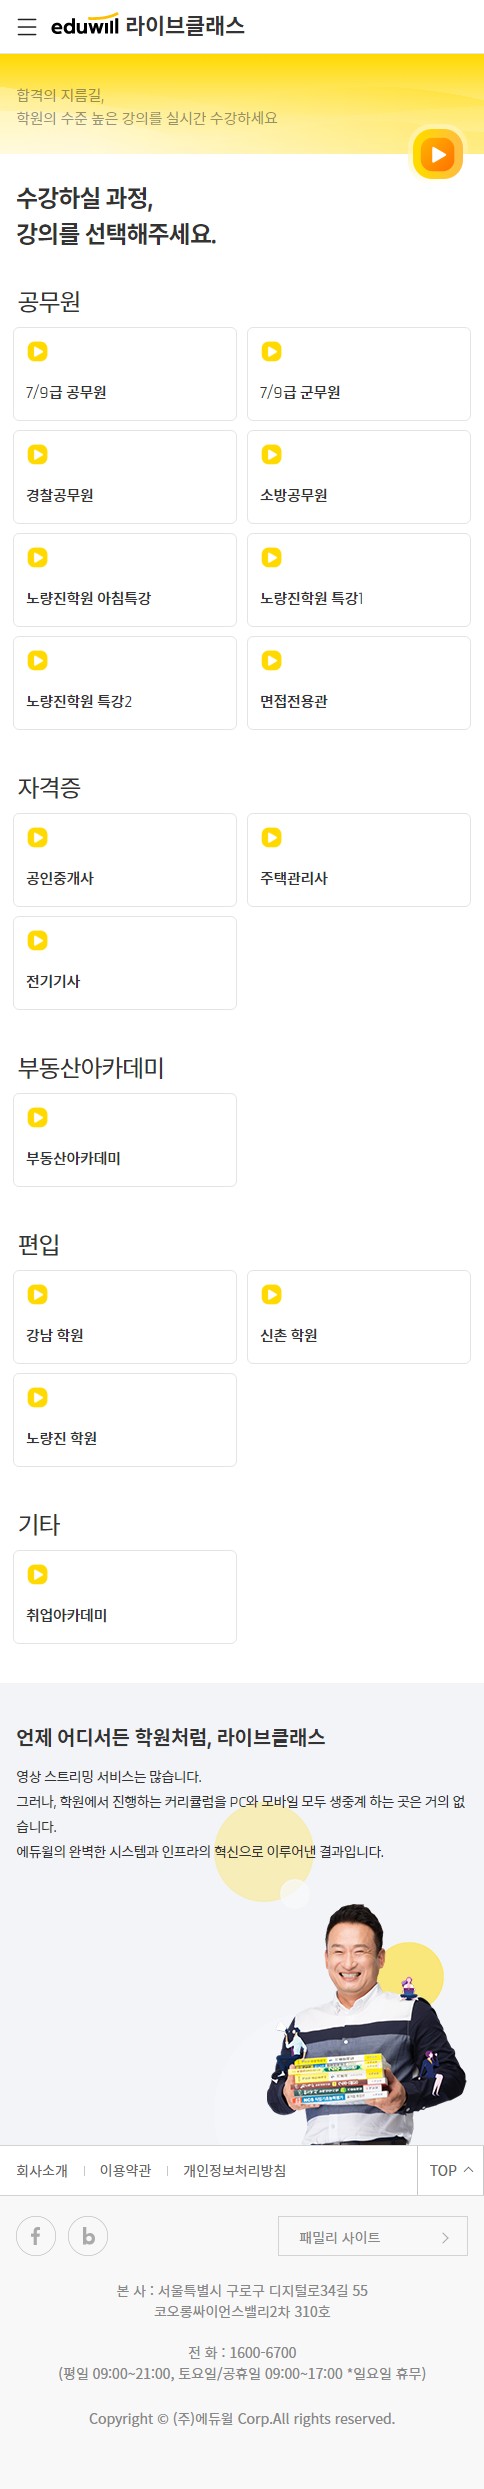 eduwill 라이브클래스
합격의 지름길,
학원의 수준 높은 강의를 실시간 수강하세요
수강하실 과정,
강의를 선택해주세요.
공무원
7/9급 공무원
7/9급 군무원
경찰공무원
소방공무원
노량진학원 아침특강
노량진학원 특강1
노량진학원 특강2
면접전용관
자격증
공인중개사
주택관리사
전기기사
부동산아카데미
부동산아카데미
편입
강남 학원
신촌 학원
노량진 학원
기타
취업아카데미
언제 어디서든 학원처럼, 라이브클래스
영상 스트리밍 서비스는 많습니다.
그러나, 학원에서 진행하는 커리큘럼을 PC와 모바일 모두 생중계 하는 곳은 거의 없
습니다.
에듀윌의 완벽한 시스템과 인프라의 혁신으로 이루어낸 결과입니다.
회사소개
이용약관
개인정보처리방침
TOP
f b
패밀리 사이트
본 사 : 서울특별시 구로구 디지털로34길 55
코오롱싸이언스밸리2차 310호
전 화 : 1600-6700
(평일 09:00~21:00, 토요일/공휴일 09:00~17:00 *일요일 휴무)
Copyright © (주)에듀윌 Corp.All rights reserved.